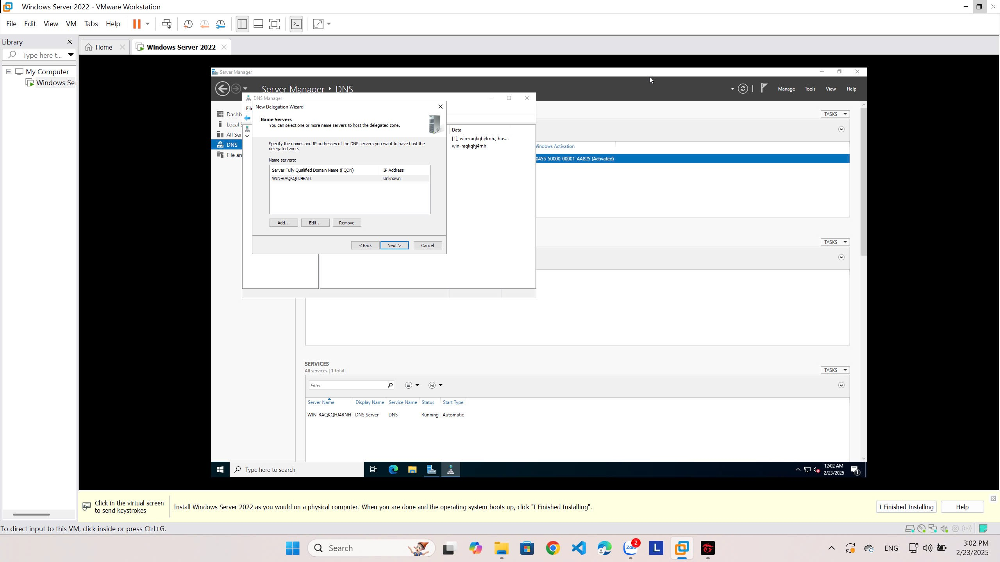 Windows Server 2022 - VMware Workstation
File Edit View VM Tabs Help
Library
Type here t...
Home
Windows Server 2022
My Computer
Windows Ser
Server Manager
Server Manager DNS
Manage Tools View Help
DNS Manager
File
New Delegation Wizard
Name Servers
You can select one or more name servers to host the delegated zone.
Specify the names and IP addresses of the DNS servers you want to have host the
delegated zone.
Name servers:
Server Fully Qualified Domain Name (FQDN) IP Address
WIN-RAQKQHJ4RNH. Unknown
Add... Edit... Remove
< Back Next > Cancel
Data
[1], win-raqkqhj4rnh., hos...
win-raqkqhj4rnh.
Dashb
Local S
All Ser
DNS
File an
TASKS
Windows Activation
0455-50000-00001-AA825 (Activated)
TASKS
SERVICES
All services | 1 total
TASKS
Filter
Server Name Display Name Service Name Status Start Type
WIN-RAQKQHJ4RNH DNS Server DNS Running Automatic
Type here to search
12:02 AM
2/23/2025
1
Click in the virtual screen
to send keystrokes
Install Windows Server 2022 as you would on a physical computer. When you are done and the operating system boots up, click "I Finished Installing".
I Finished Installing
Help
To direct input to this VM, click inside or press Ctrl+G.
Search
Zalo
2
L
ENG
3:02 PM
2/23/2025